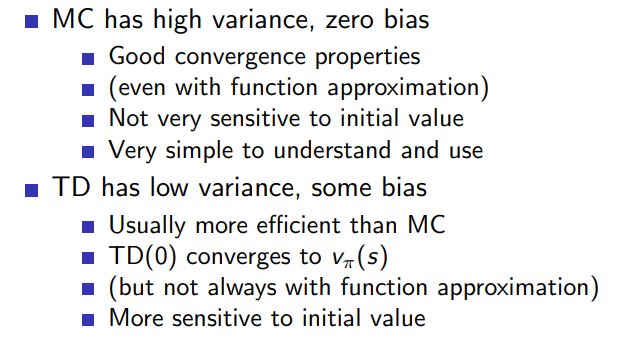 MC has high variance, zero bias
Good convergence properties
(even with function approximation)
Not very sensitive to initial value
Very simple to understand and use
TD has low variance, some bias
Usually more efficient than MC
TD(0) converges to vπ(s)
(but not always with function approximation)
More sensitive to initial value